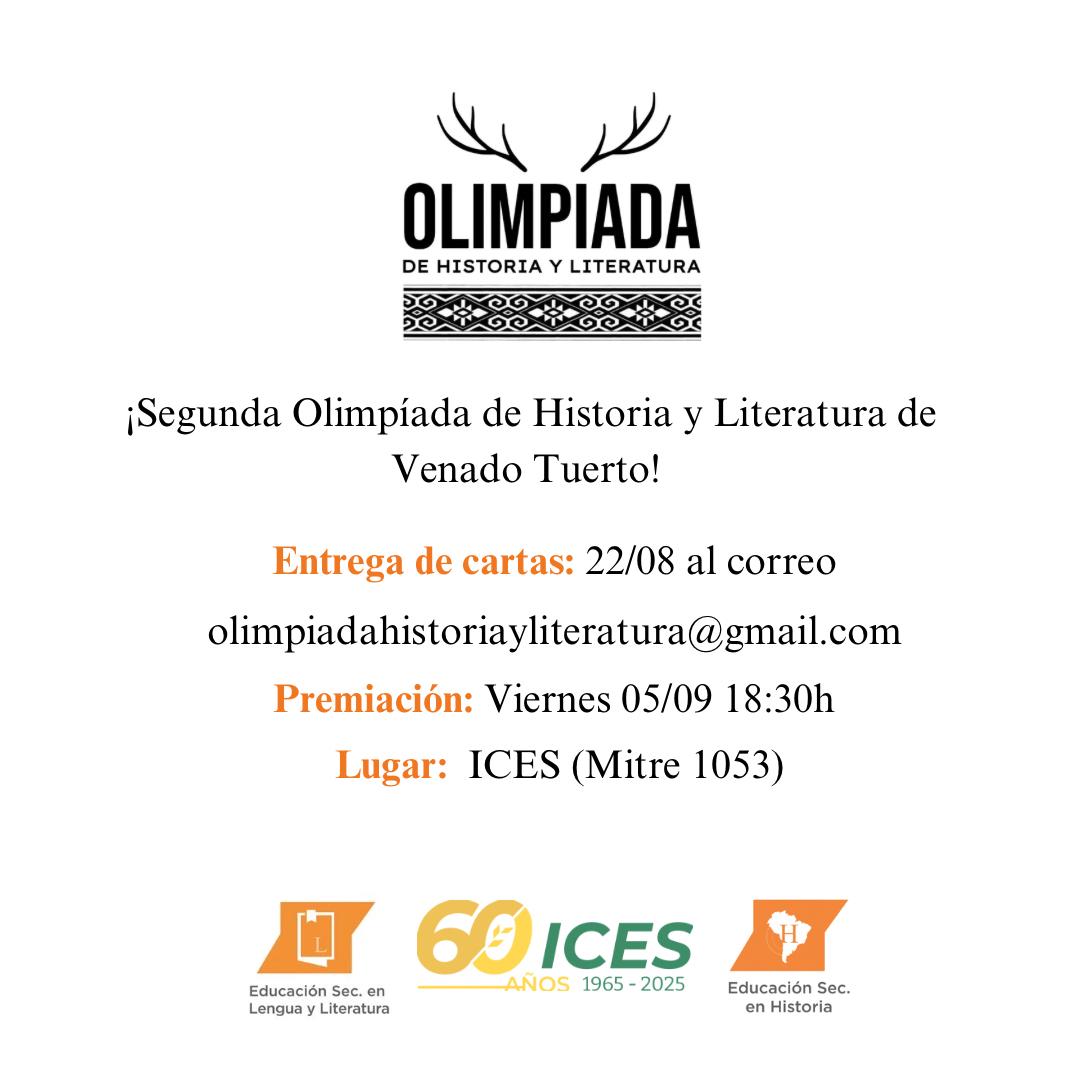 OLIMPIADA
DE HISTORIA Y LITERATURA
¡Segunda Olimpíada de Historia y Literatura de
Venado Tuerto!
Entrega de cartas: 22/08 al correo
olimpiadahistoriayliteratura@gmail.com
Premiación: Viernes 05/09 18:30h
Lugar: ICES (Mitre 1053)
L
Educación Sec. en
Lengua y Literatura
60 ICES
AÑOS 1965 - 2025
H
Educación Sec.
en Historia